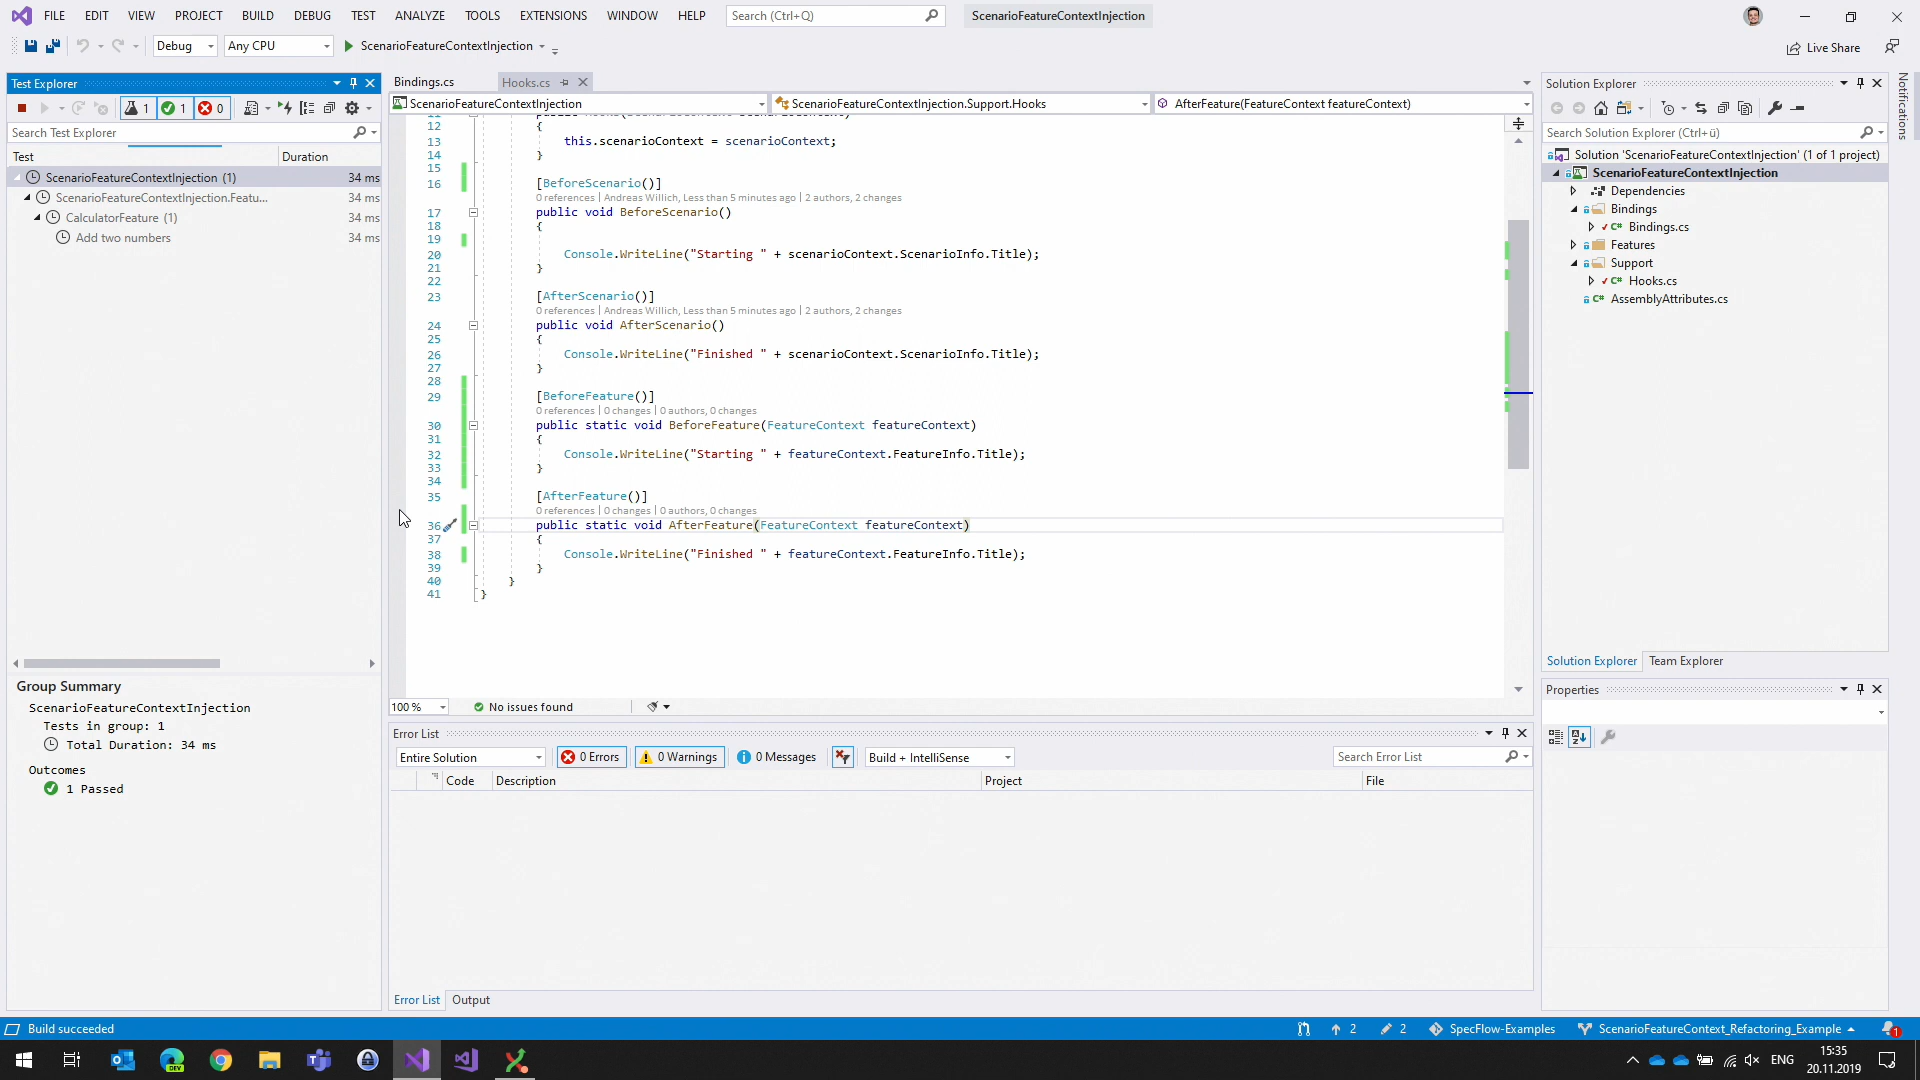 FILE EDIT VIEW PROJECT BUILD DEBUG TEST ANALYZE TOOLS EXTENSIONS WINDOW HELP Search (Ctrl+Q) ScenarioFeatureContextInjection
Debug Any CPU ScenarioFeatureContextInjection Live Share
Test Explorer
1 1 0
Search Test Explorer
Test Duration
ScenarioFeatureContextInjection (1) 34 ms
ScenarioFeatureContextInjection.Featu... 34 ms
CalculatorFeature (1) 34 ms
Add two numbers 34 ms
Group Summary
ScenarioFeatureContextInjection
Tests in group: 1
Total Duration: 34 ms
Outcomes
1 Passed
Bindings.cs Hooks.cs
ScenarioFeatureContextInjection ScenarioFeatureContextInjection.Support.Hooks AfterFeature(FeatureContext featureContext)
12 {
13 this.scenarioContext = scenarioContext;
14 }
15
16 [BeforeScenario()]
0 references | Andreas Willich, Less than 5 minutes ago | 2 authors, 2 changes
17 public void BeforeScenario()
18 {
19
20 Console.WriteLine("Starting " + scenarioContext.ScenarioInfo.Title);
21 }
22
23 [AfterScenario()]
0 references | Andreas Willich, Less than 5 minutes ago | 2 authors, 2 changes
24 public void AfterScenario()
25 {
26 Console.WriteLine("Finished " + scenarioContext.ScenarioInfo.Title);
27 }
28
29 [BeforeFeature()]
0 references | 0 changes | 0 authors, 0 changes
30 public static void BeforeFeature(FeatureContext featureContext)
31 {
32 Console.WriteLine("Starting " + featureContext.FeatureInfo.Title);
33 }
34
35 [AfterFeature()]
0 references | 0 changes | 0 authors, 0 changes
36 public static void AfterFeature(FeatureContext featureContext)
37 {
38 Console.WriteLine("Finished " + featureContext.FeatureInfo.Title);
39 }
40 }
41 }
100 % No issues found
Error List
Entire Solution 0 Errors 0 Warnings 0 Messages Build + IntelliSense Search Error List
Code Description Project File
Error List Output
Solution Explorer
Search Solution Explorer (Ctrl+ü)
Solution 'ScenarioFeatureContextInjection' (1 of 1 project)
ScenarioFeatureContextInjection
Dependencies
Bindings
C# Bindings.cs
Features
Support
C# Hooks.cs
C# AssemblyAttributes.cs
Solution Explorer Team Explorer
Properties
Notifications
Build succeeded 2 2 SpecFlow-Examples ScenarioFeatureContext_Refactoring_Example 1
DEV ENG 15:35
20.11.2019